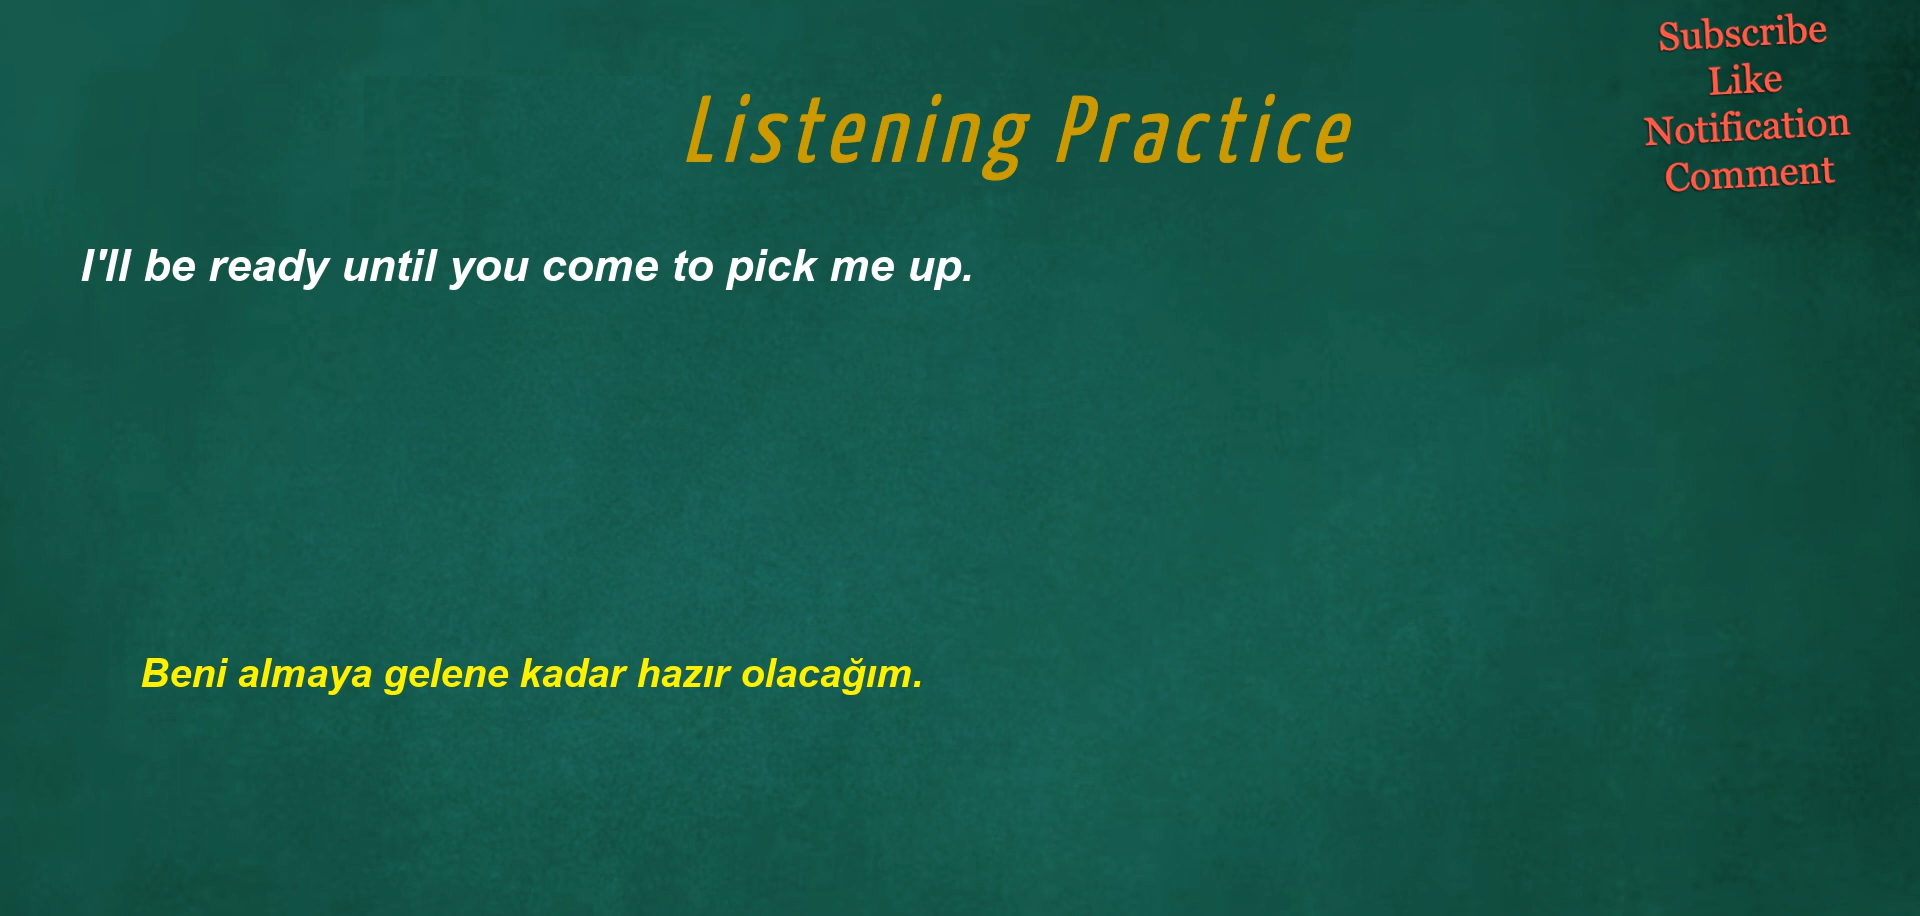 Listening Practice
Subscribe
Like
Notification
Comment
I'll be ready until you come to pick me up.
Beni almaya gelene kadar hazır olacağım.